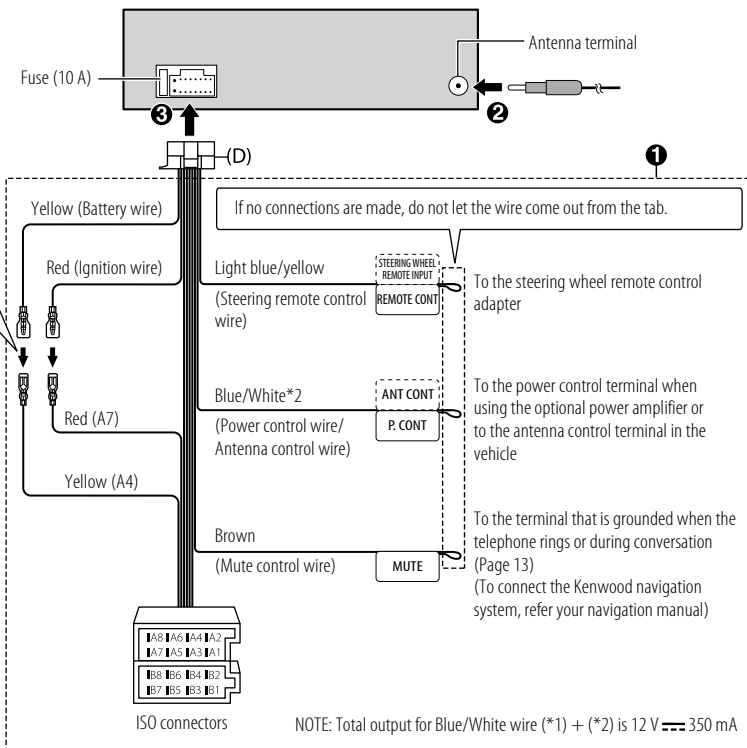 Antenna terminal
Fuse (10 A)
❸
❷
(D)
❶
Yellow (Battery wire)
If no connections are made, do not let the wire come out from the tab.
Red (Ignition wire)
Light blue/yellow
(Steering remote control
wire)
STEERING WHEEL
REMOTE INPUT
REMOTE CONT
To the steering wheel remote control
adapter
Red (A7)
Yellow (A4)
Blue/White*2
(Power control wire/
Antenna control wire)
ANT CONT
P. CONT
To the power control terminal when
using the optional power amplifier or
to the antenna control terminal in the
vehicle
Brown
(Mute control wire)
MUTE
To the terminal that is grounded when the
telephone rings or during conversation
(Page 13)
(To connect the Kenwood navigation
system, refer your navigation manual)
A8 A6 A4 A2
A7 A5 A3 A1
B8 B6 B4 B2
B7 B5 B3 B1
ISO connectors
NOTE: Total output for Blue/White wire (*1) + (*2) is 12 V ⎓ 350 mA